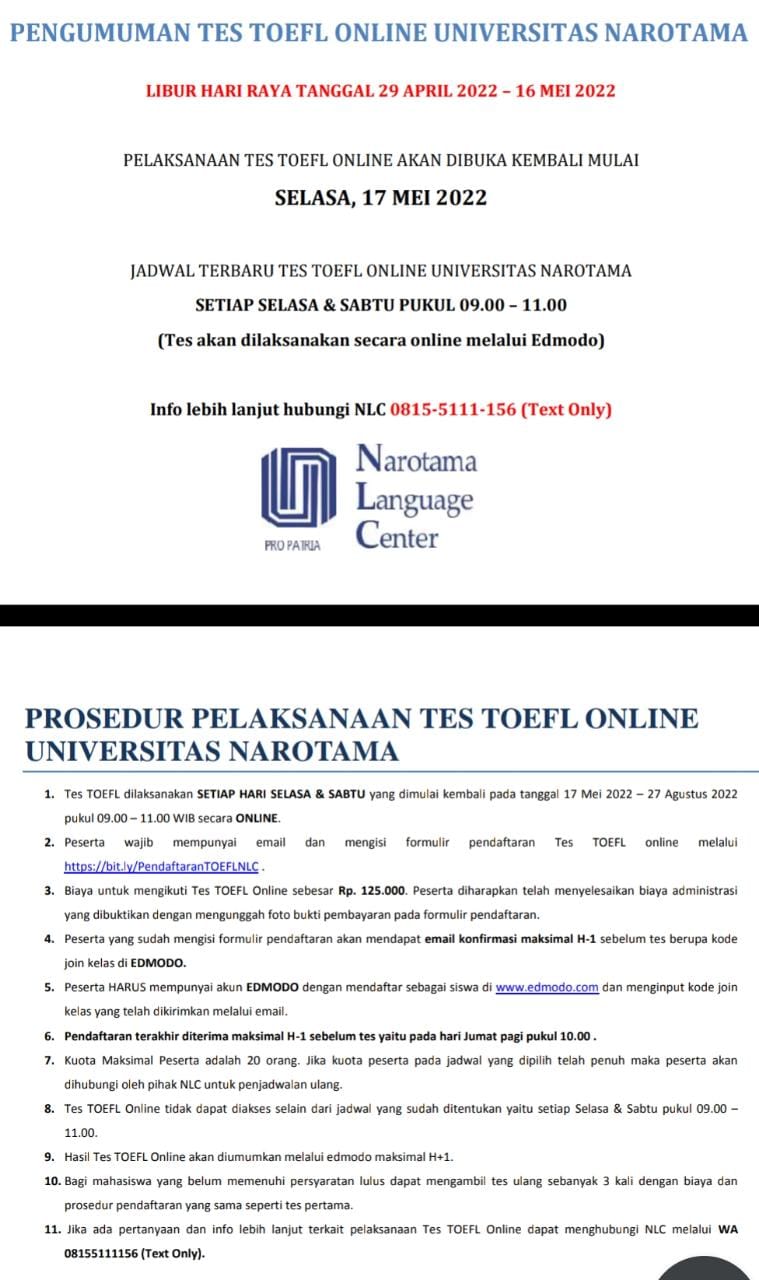 PENGUMUMAN TES TOEFL ONLINE UNIVERSITAS NAROTAMA
LIBUR HARI RAYA TANGGAL 29 APRIL 2022 – 16 MEI 2022
PELAKSANAAN TES TOEFL ONLINE AKAN DIBUKA KEMBALI MULAI
SELASA, 17 MEI 2022
JADWAL TERBARU TES TOEFL ONLINE UNIVERSITAS NAROTAMA
SETIAP SELASA & SABTU PUKUL 09.00 – 11.00
(Tes akan dilaksanakan secara online melalui Edmodo)
Info lebih lanjut hubungi NLC 0815-5111-156 (Text Only)
Narotama
Language
Center
PRO PATRIA
PROSEDUR PELAKSANAAN TES TOEFL ONLINE
UNIVERSITAS NAROTAMA
1. Tes TOEFL dilaksanakan SETIAP HARI SELASA & SABTU yang dimulai kembali pada tanggal 17 Mei 2022 – 27 Agustus 2022
pukul 09.00 – 11.00 WIB secara ONLINE.
2. Peserta wajib mempunyai email dan mengisi formulir pendaftaran Tes TOEFL online melalui
https://bit.ly/PendaftaranTOEFLNLC .
3. Biaya untuk mengikuti Tes TOEFL Online sebesar Rp. 125.000. Peserta diharapkan telah menyelesaikan biaya administrasi
yang dibuktikan dengan mengunggah foto bukti pembayaran pada formulir pendaftaran.
4. Peserta yang sudah mengisi formulir pendaftaran akan mendapat email konfirmasi maksimal H-1 sebelum tes berupa kode
join kelas di EDMODO.
5. Peserta HARUS mempunyai akun EDMODO dengan mendaftar sebagai siswa di www.edmodo.com dan menginput kode join
kelas yang telah dikirimkan melalui email.
6. Pendaftaran terakhir diterima maksimal H-1 sebelum tes yaitu pada hari Jumat pagi pukul 10.00 .
7. Kuota Maksimal Peserta adalah 20 orang. Jika kuota peserta pada jadwal yang dipilih telah penuh maka peserta akan
dihubungi oleh pihak NLC untuk penjadwalan ulang.
8. Tes TOEFL Online tidak dapat diakses selain dari jadwal yang sudah ditentukan yaitu setiap Selasa & Sabtu pukul 09.00 –
11.00.
9. Hasil Tes TOEFL Online akan diumumkan melalui edmodo maksimal H+1.
10. Bagi mahasiswa yang belum memenuhi persyaratan lulus dapat mengambil tes ulang sebanyak 3 kali dengan biaya dan
prosedur pendaftaran yang sama seperti tes pertama.
11. Jika ada pertanyaan dan info lebih lanjut terkait pelaksanaan Tes TOEFL Online dapat menghubungi NLC melalui WA
08155111156 (Text Only).